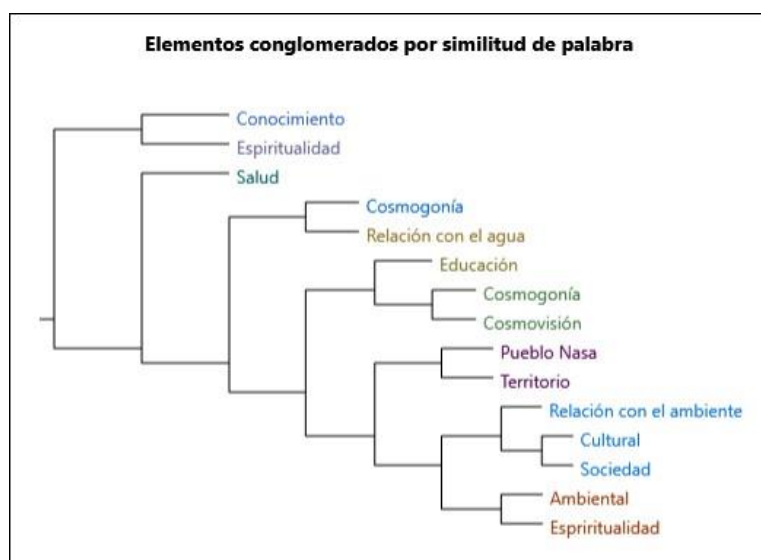 Elementos conglomerados por similitud de palabra
Conocimiento
Espiritualidad
Salud
Cosmogonía
Relación con el agua
Educación
Cosmogonía
Cosmovisión
Pueblo Nasa
Territorio
Relación con el ambiente
Cultural
Sociedad
Ambiental
Espriritualidad